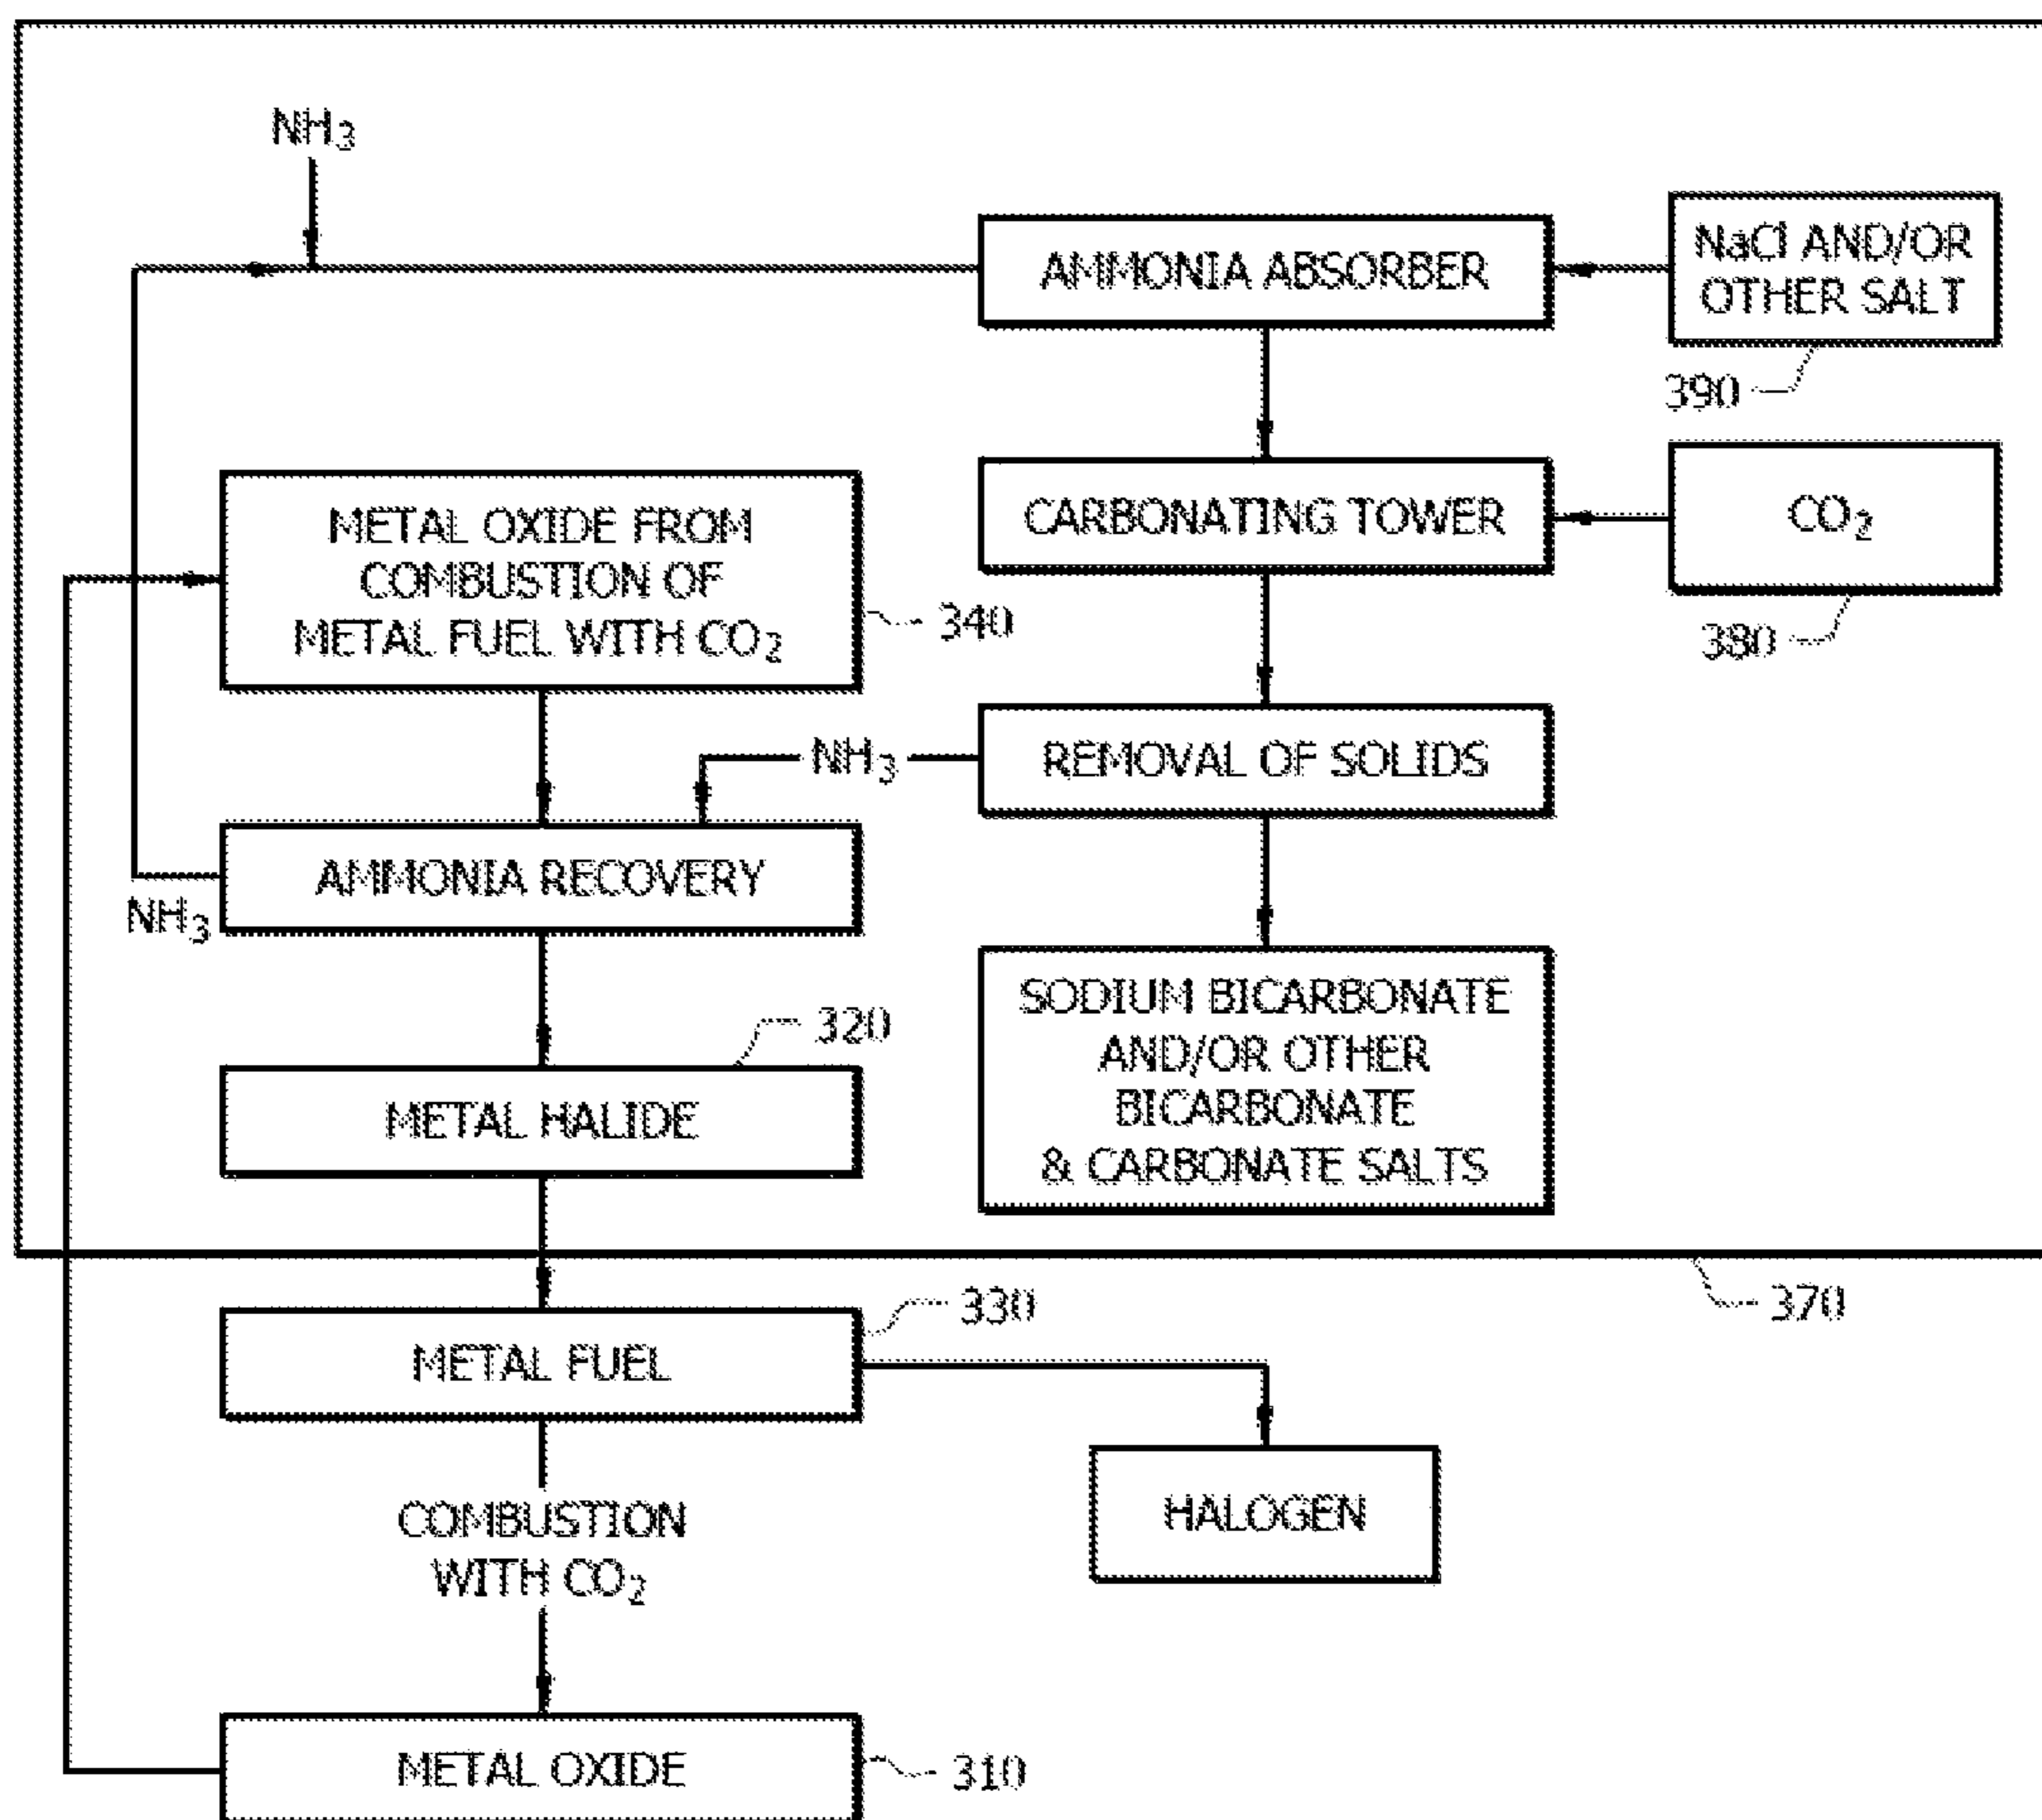 NH₃
AMMONIA ABSORBER
NaCl AND/OR
OTHER SALT
390
METAL OXIDE FROM
COMBUSTION OF
METAL FUEL WITH CO₂
340
CARBONATING TOWER
CO₂
380
NH₃
REMOVAL OF SOLIDS
AMMONIA RECOVERY
NH₃
320
METAL HALIDE
SODIUM BICARBONATE
AND/OR OTHER
BICARBONATE
& CARBONATE SALTS
370
330
METAL FUEL
HALOGEN
COMBUSTION
WITH CO₂
METAL OXIDE
310